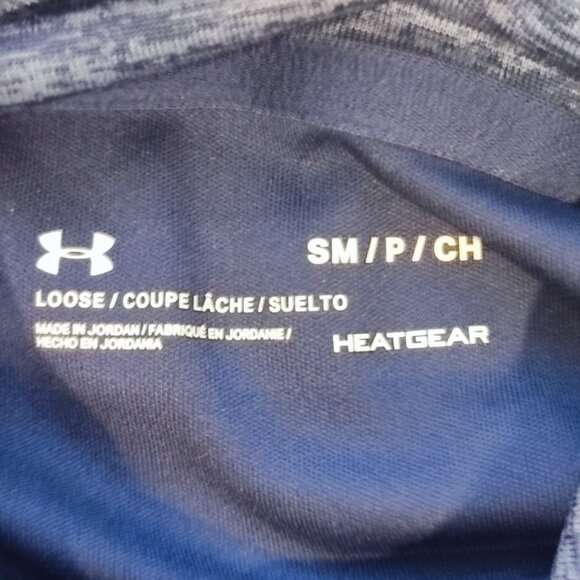 SM / P / CH
LOOSE / COUPE LÂCHE / SUELTO
MADE IN JORDAN / FABRIQUÉ EN JORDANIE /
HECHO EN JORDANIA
HEATGEAR